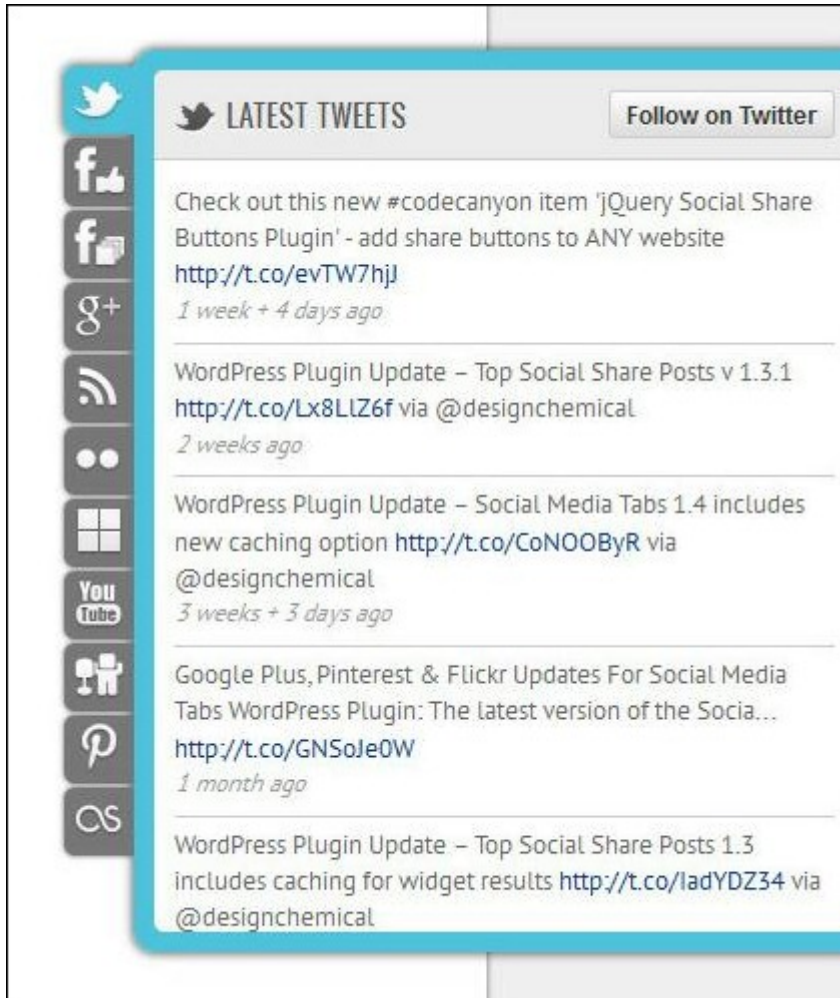 LATEST TWEETS
Follow on Twitter
Check out this new #codecanyon item 'jQuery Social Share
Buttons Plugin' - add share buttons to ANY website
http://t.co/evTW7hjJ
1 week + 4 days ago
WordPress Plugin Update – Top Social Share Posts v 1.3.1
http://t.co/Lx8LlZ6f via @designchemical
2 weeks ago
WordPress Plugin Update – Social Media Tabs 1.4 includes
new caching option http://t.co/CoNOOByR via
@designchemical
3 weeks + 3 days ago
Google Plus, Pinterest & Flickr Updates For Social Media
Tabs WordPress Plugin: The latest version of the Socia...
http://t.co/GNSoJe0W
1 month ago
WordPress Plugin Update – Top Social Share Posts 1.3
includes caching for widget results http://t.co/IadYDZ34 via
@designchemical
f
f
g+
You
Tube